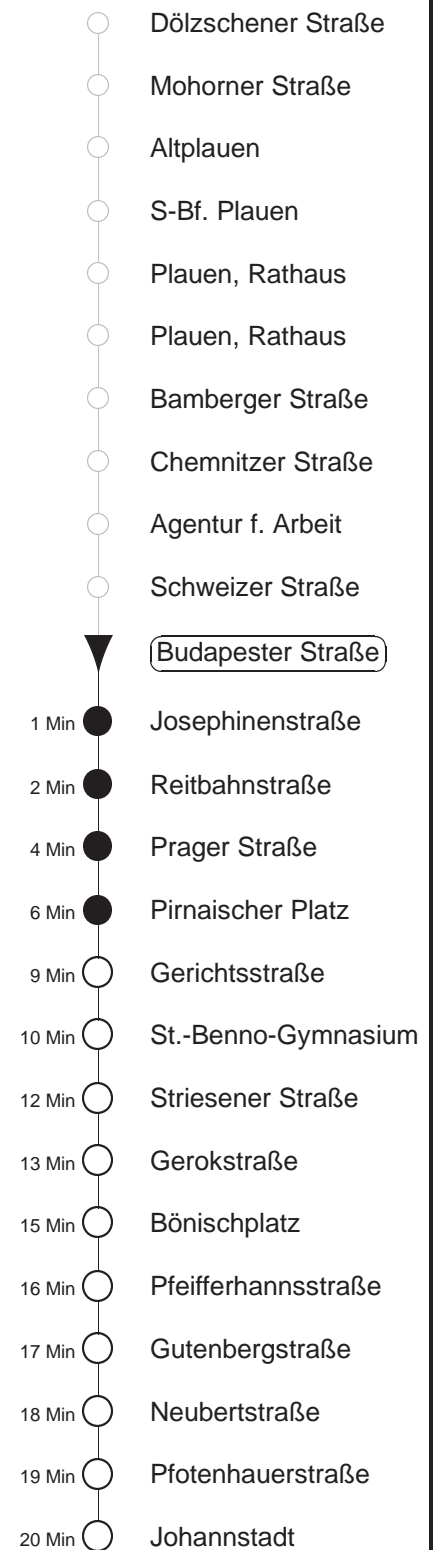 Dölzschener Straße
Mohorner Straße
Altplauen
S-Bf. Plauen
Plauen, Rathaus
Plauen, Rathaus
Bamberger Straße
Chemnitzer Straße
Agentur f. Arbeit
Schweizer Straße
Budapester Straße
1 Min Josephinenstraße
2 Min Reitbahnstraße
4 Min Prager Straße
6 Min Pirnaischer Platz
9 Min Gerichtsstraße
10 Min St.-Benno-Gymnasium
12 Min Striesener Straße
13 Min Gerokstraße
15 Min Bönischplatz
16 Min Pfeifferhannsstraße
17 Min Gutenbergstraße
18 Min Neubertstraße
19 Min Pfotenhauerstraße
20 Min Johannstadt